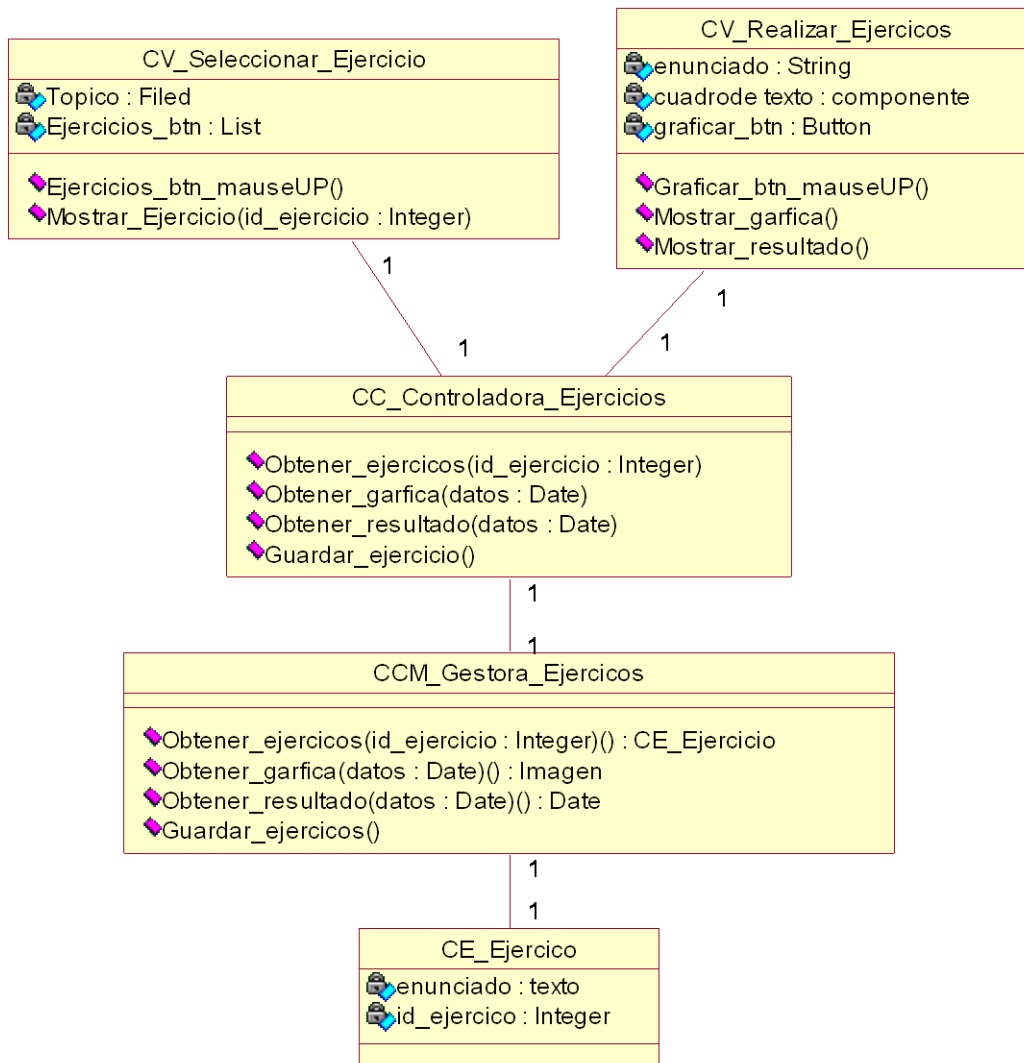 CV_Seleccionar_Ejercicio
Topico : Filed
Ejercicios_btn : List
Ejercicios_btn_mauseUP()
Mostrar_Ejercicio(id_ejercicio : Integer)
CV_Realizar_Ejercicos
enunciado : String
cuadrode texto : componente
graficar_btn : Button
Graficar_btn_mauseUP()
Mostrar_garfica()
Mostrar_resultado()
1
1
1
1
CC_Controladora_Ejercicios
Obtener_ejercicos(id_ejercicio : Integer)
Obtener_garfica(datos : Date)
Obtener_resultado(datos : Date)
Guardar_ejercicio()
1
1
CCM_Gestora_Ejercicos
Obtener_ejercicos(id_ejercicio : Integer)() : CE_Ejercicio
Obtener_garfica(datos : Date)() : Imagen
Obtener_resultado(datos : Date)() : Date
Guardar_ejercicos()
1
1
CE_Ejercico
enunciado : texto
id_ejercico : Integer